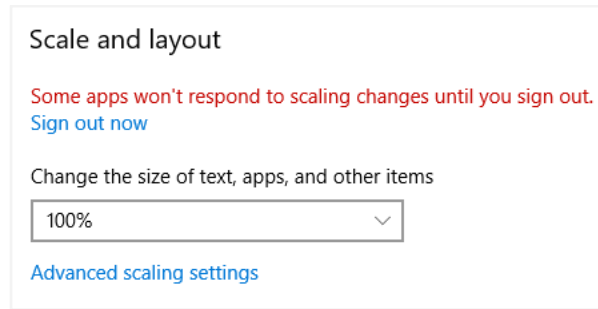 Scale and layout
Some apps won't respond to scaling changes until you sign out.
Sign out now
Change the size of text, apps, and other items
100%
Advanced scaling settings